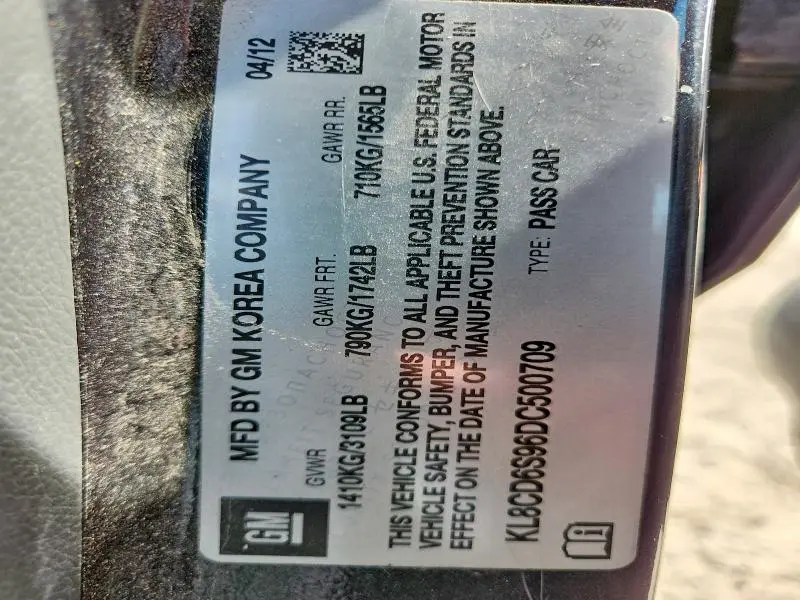 GM
MFD BY GM KOREA COMPANY 04/12
GVWR GAWR FRT. GAWR RR.
1410KG/3109LB 790KG/1742LB 710KG/1565LB
THIS VEHICLE CONFORMS TO ALL APPLICABLE U.S. FEDERAL MOTOR
VEHICLE SAFETY, BUMPER, AND THEFT PREVENTION STANDARDS IN
EFFECT ON THE DATE OF MANUFACTURE SHOWN ABOVE.
KL8CD6S96DC500709 TYPE: PASS CAR